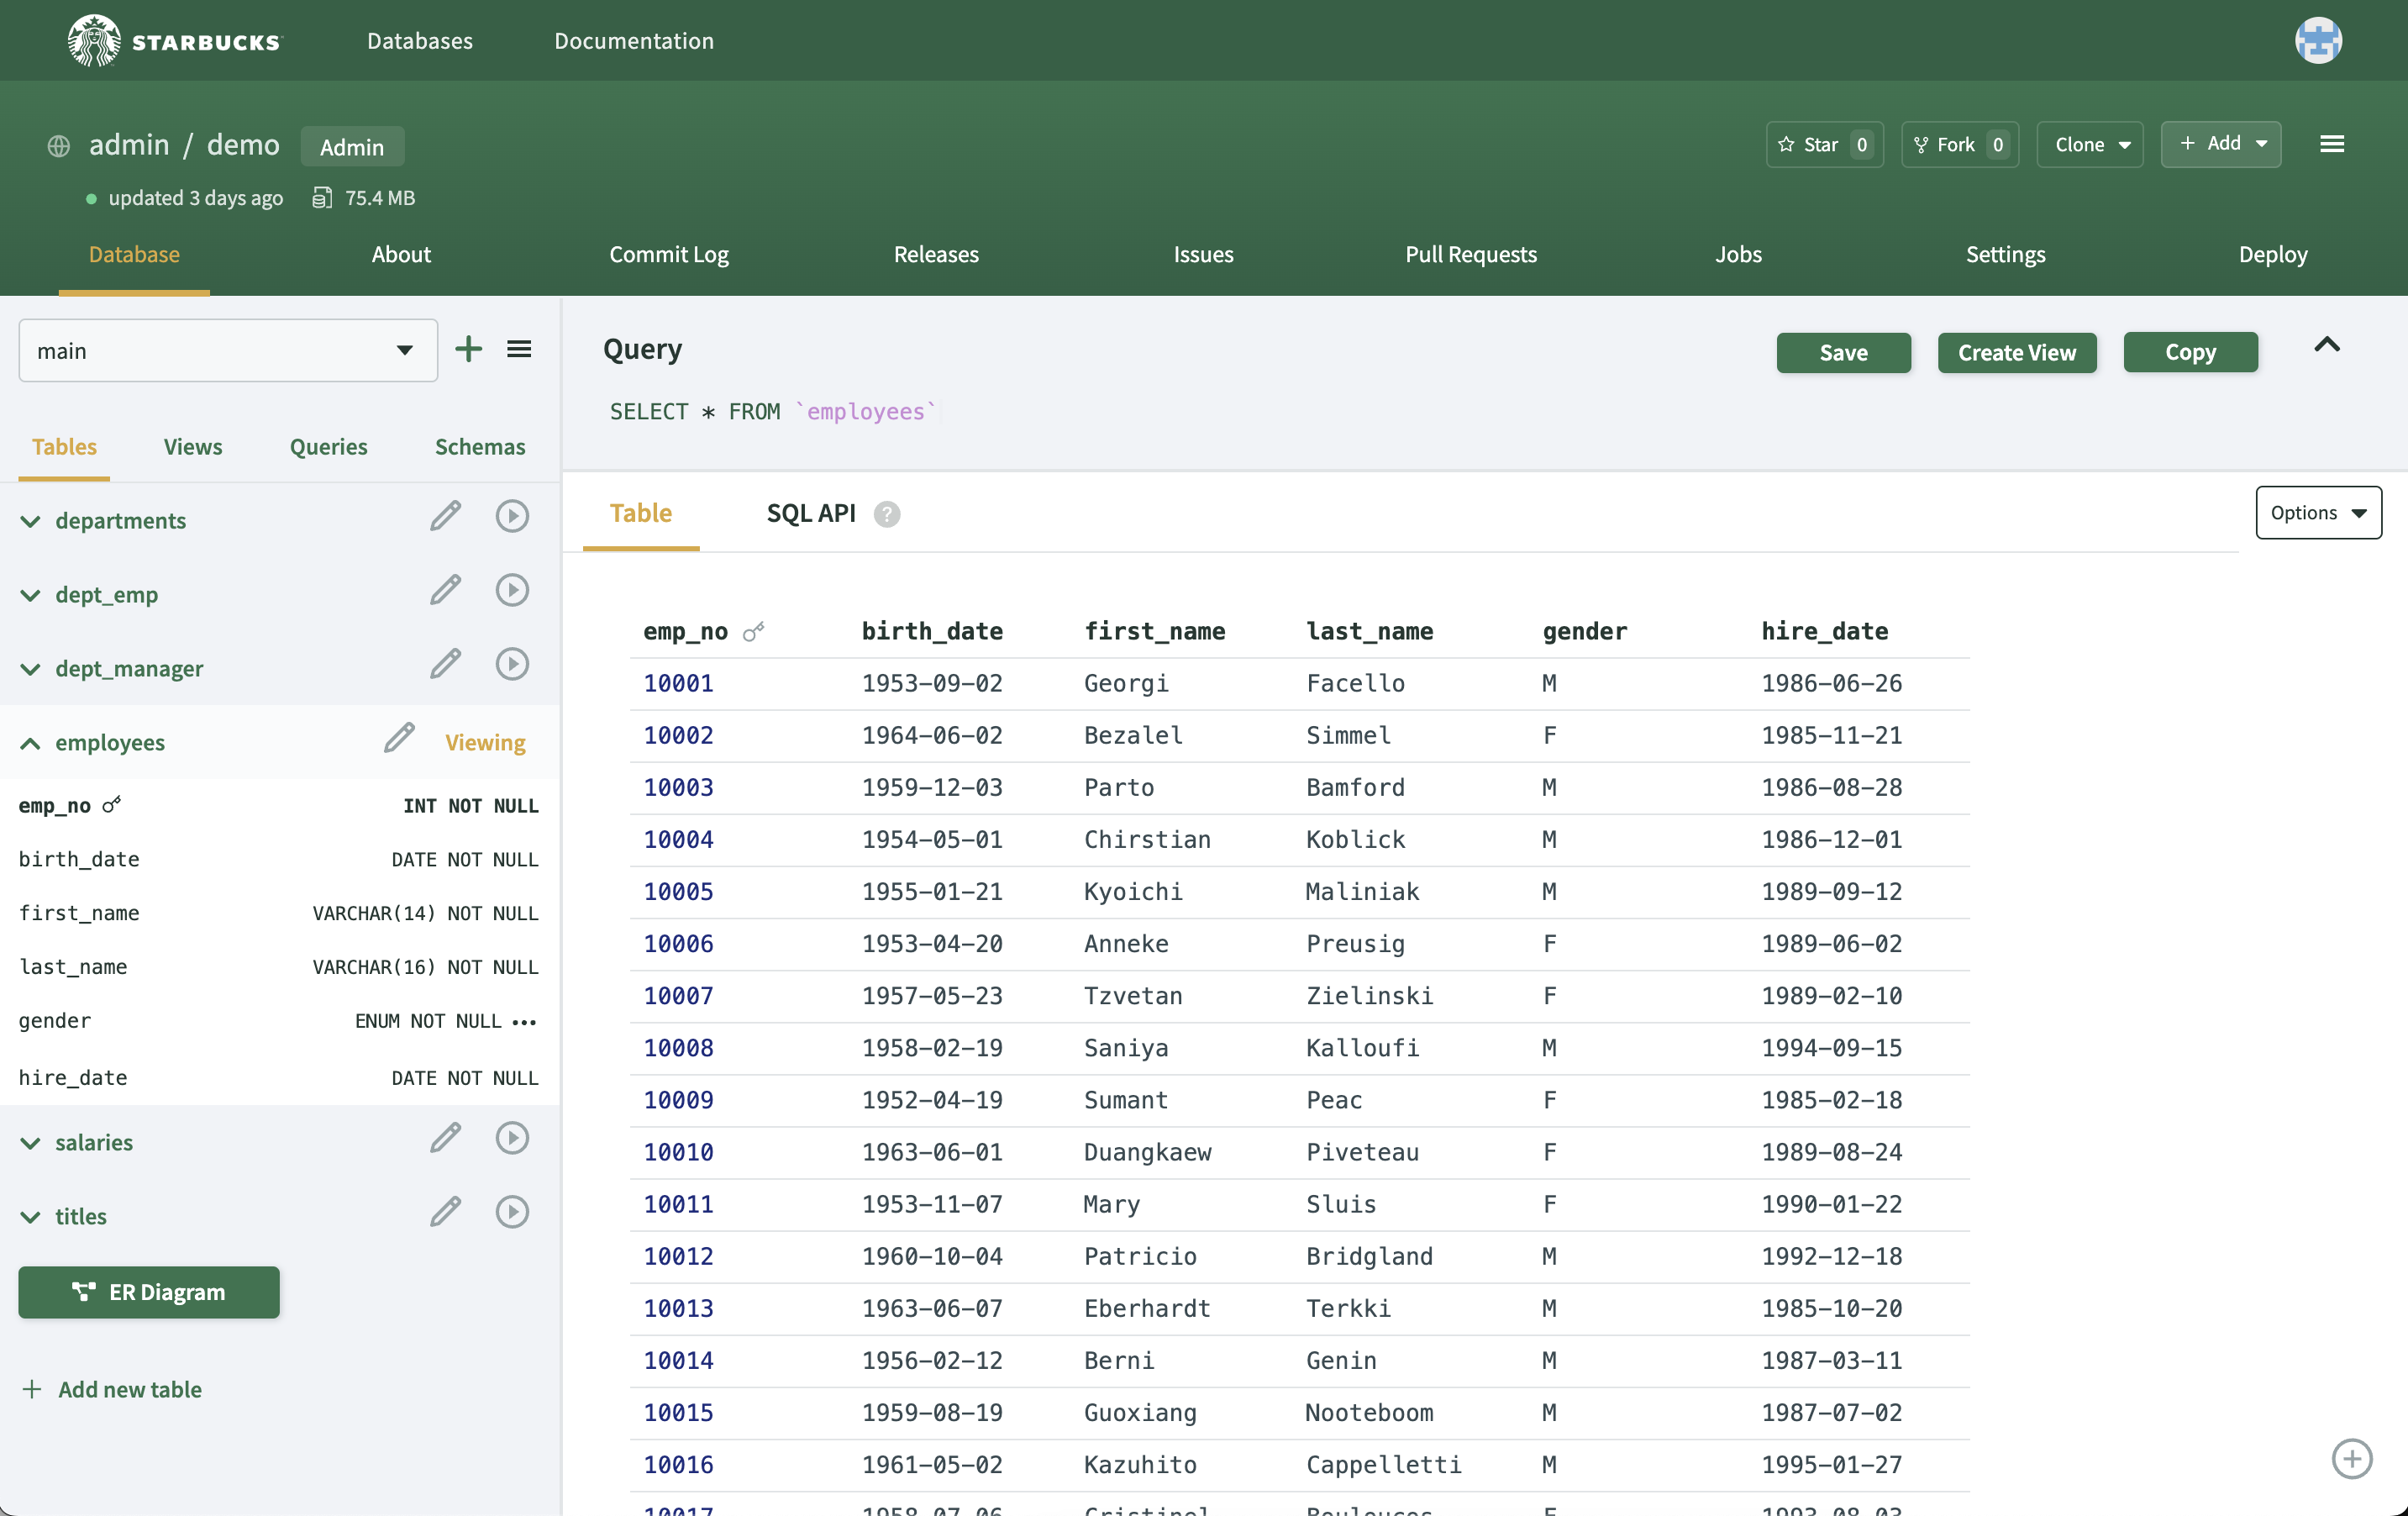 STARBUCKS Databases Documentation
admin / demo Admin
Star 0 Fork 0 Clone + Add
updated 3 days ago 75.4 MB
Database About Commit Log Releases Issues Pull Requests Jobs Settings Deploy
main
Tables Views Queries Schemas
departments
dept_emp
dept_manager
employees Viewing
emp_no INT NOT NULL
birth_date DATE NOT NULL
first_name VARCHAR(14) NOT NULL
last_name VARCHAR(16) NOT NULL
gender ENUM NOT NULL •••
hire_date DATE NOT NULL
salaries
titles
ER Diagram
+ Add new table
Query Save Create View Copy
SELECT * FROM `employees`
Table SQL API ? Options
emp_no birth_date first_name last_name gender hire_date
10001 1953-09-02 Georgi Facello M 1986-06-26
10002 1964-06-02 Bezalel Simmel F 1985-11-21
10003 1959-12-03 Parto Bamford M 1986-08-28
10004 1954-05-01 Chirstian Koblick M 1986-12-01
10005 1955-01-21 Kyoichi Maliniak M 1989-09-12
10006 1953-04-20 Anneke Preusig F 1989-06-02
10007 1957-05-23 Tzvetan Zielinski F 1989-02-10
10008 1958-02-19 Saniya Kalloufi M 1994-09-15
10009 1952-04-19 Sumant Peac F 1985-02-18
10010 1963-06-01 Duangkaew Piveteau F 1989-08-24
10011 1953-11-07 Mary Sluis F 1990-01-22
10012 1960-10-04 Patricio Bridgland M 1992-12-18
10013 1963-06-07 Eberhardt Terkki M 1985-10-20
10014 1956-02-12 Berni Genin M 1987-03-11
10015 1959-08-19 Guoxiang Nooteboom M 1987-07-02
10016 1961-05-02 Kazuhito Cappelletti M 1995-01-27